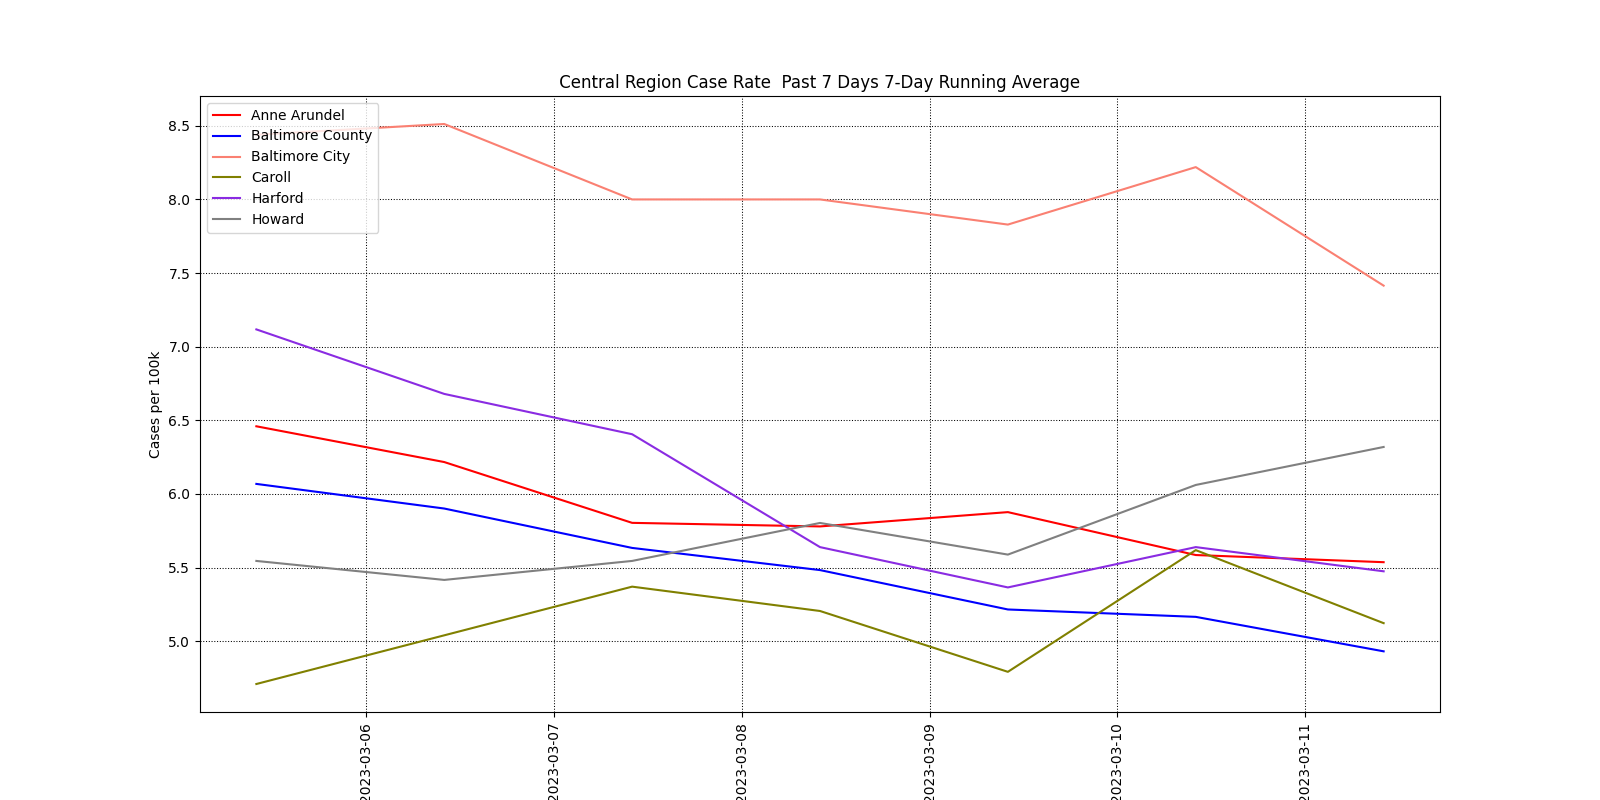 Central Region Case Rate  Past 7 Days 7-Day Running Average
Anne Arundel
Baltimore County
Baltimore City
Caroll
Harford
Howard
Cases per 100k
8.5
8.0
7.5
7.0
6.5
6.0
5.5
5.0
2023-03-06
2023-03-07
2023-03-08
2023-03-09
2023-03-10
2023-03-11